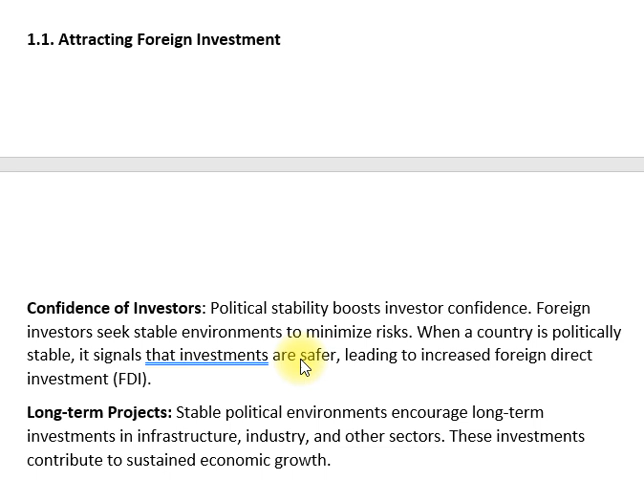 1.1. Attracting Foreign Investment
Confidence of Investors: Political stability boosts investor confidence. Foreign
investors seek stable environments to minimize risks. When a country is politically
stable, it signals that investments are safer, leading to increased foreign direct
investment (FDI).
Long-term Projects: Stable political environments encourage long-term
investments in infrastructure, industry, and other sectors. These investments
contribute to sustained economic growth.